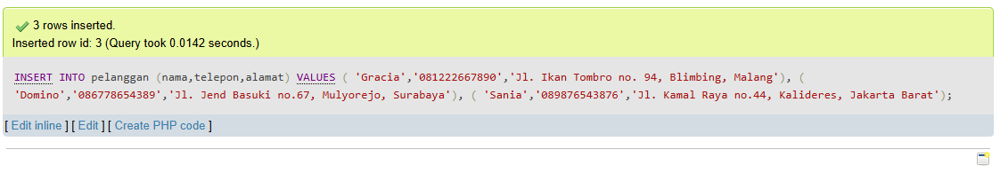 3 rows inserted.
Inserted row id: 3 (Query took 0.0142 seconds.)
INSERT INTO pelanggan (nama,telepon,alamat) VALUES ( 'Gracia','081222667890','Jl. Ikan Tombro no. 94, Blimbing, Malang'), (
'Domino','086778654389','Jl. Jend Basuki no.67, Mulyorejo, Surabaya'), ( 'Sania','089876543876','Jl. Kamal Raya no.44, Kalideres, Jakarta Barat');
[ Edit inline ] [ Edit ] [ Create PHP code ]